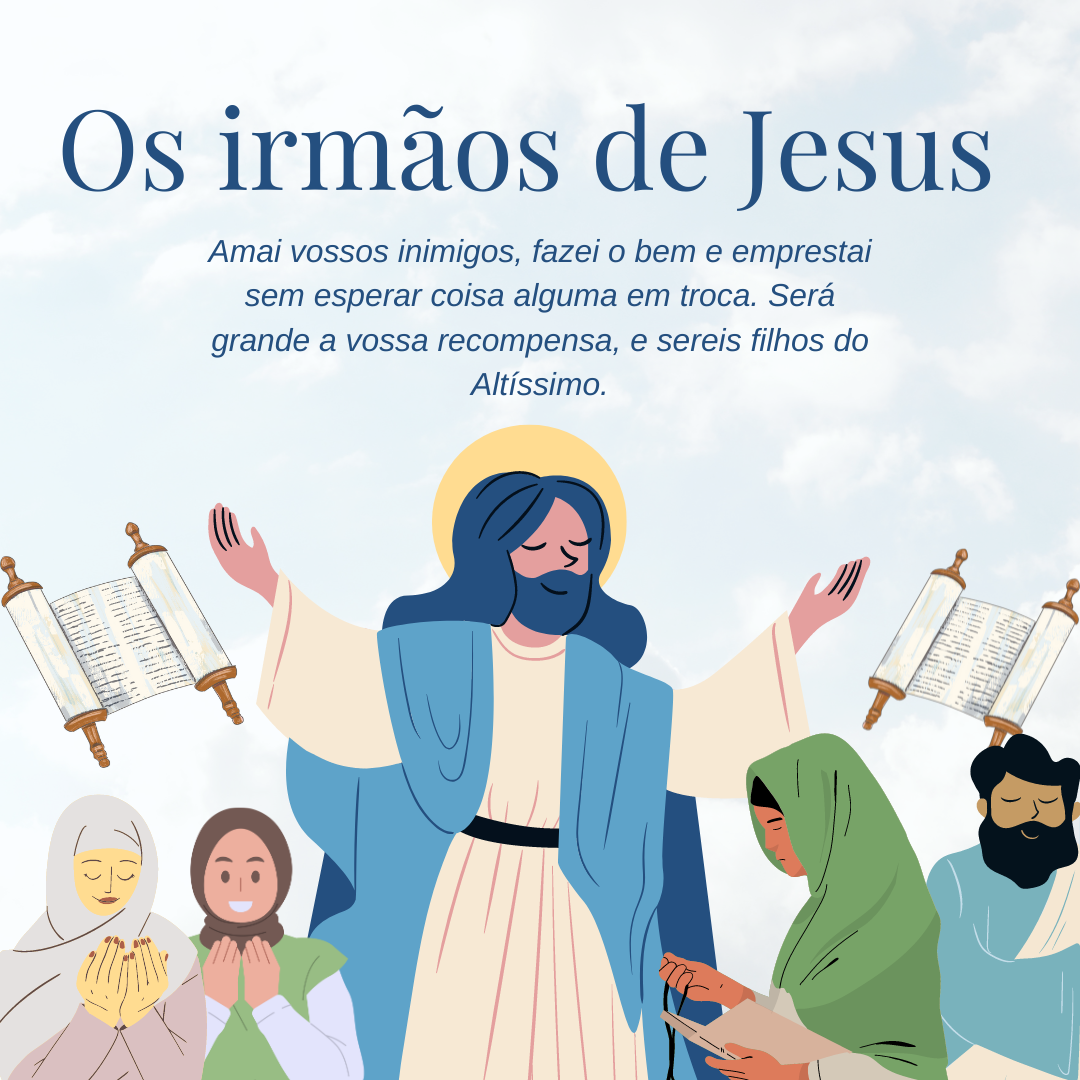 Os irmãos de Jesus
Amai vossos inimigos, fazei o bem e emprestai
sem esperar coisa alguma em troca. Será
grande a vossa recompensa, e sereis filhos do
Altíssimo.